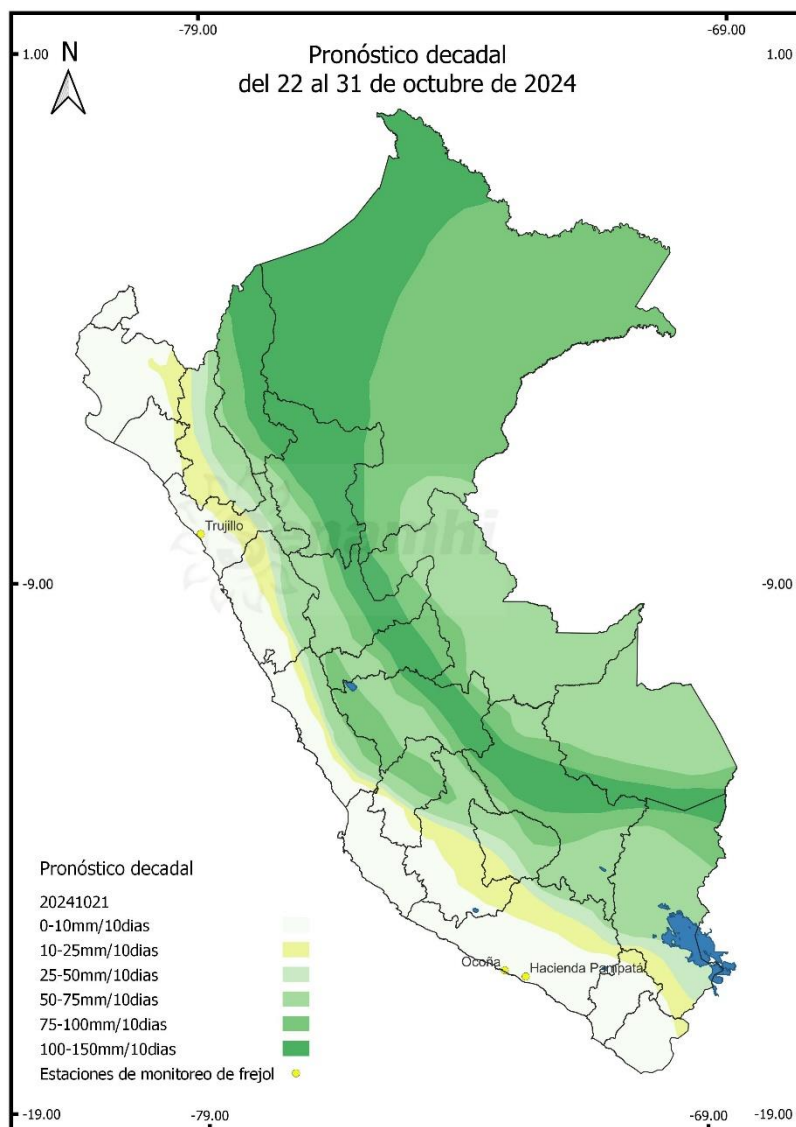 -79.00
-69.00
1.00
N
Pronóstico decadal
1.00
del 22 al 31 de octubre de 2024
Trujillo
enamhi
-9.00
-9.00
Pronóstico decadal
20241021
0-10mm/10dias
10-25mm/10dias
Ocoña
Hacienda Pampatá
25-50mm/10dias
50-75mm/10dias
75-100mm/10dias
100-150mm/10dias
Estaciones de monitoreo de frejol
-19.00
-79.00
-69.00
-19.00